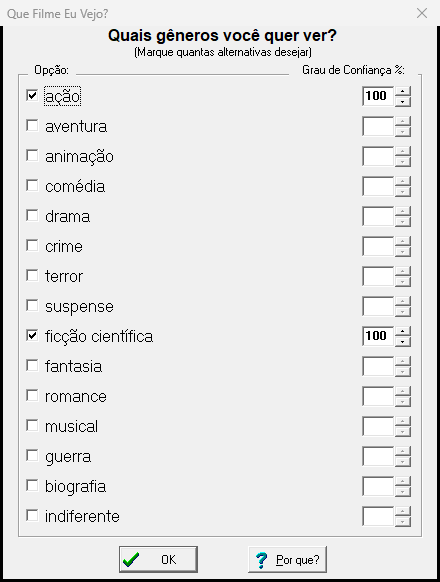 Que Filme Eu Vejo?
Quais gêneros você quer ver?
(Marque quantas alternativas desejar)
Opção: Grau de Confiança %:
ação 100
aventura
animação
comédia
drama
crime
terror
suspense
ficção científica 100
fantasia
romance
musical
guerra
biografia
indiferente
OK ? Por que?